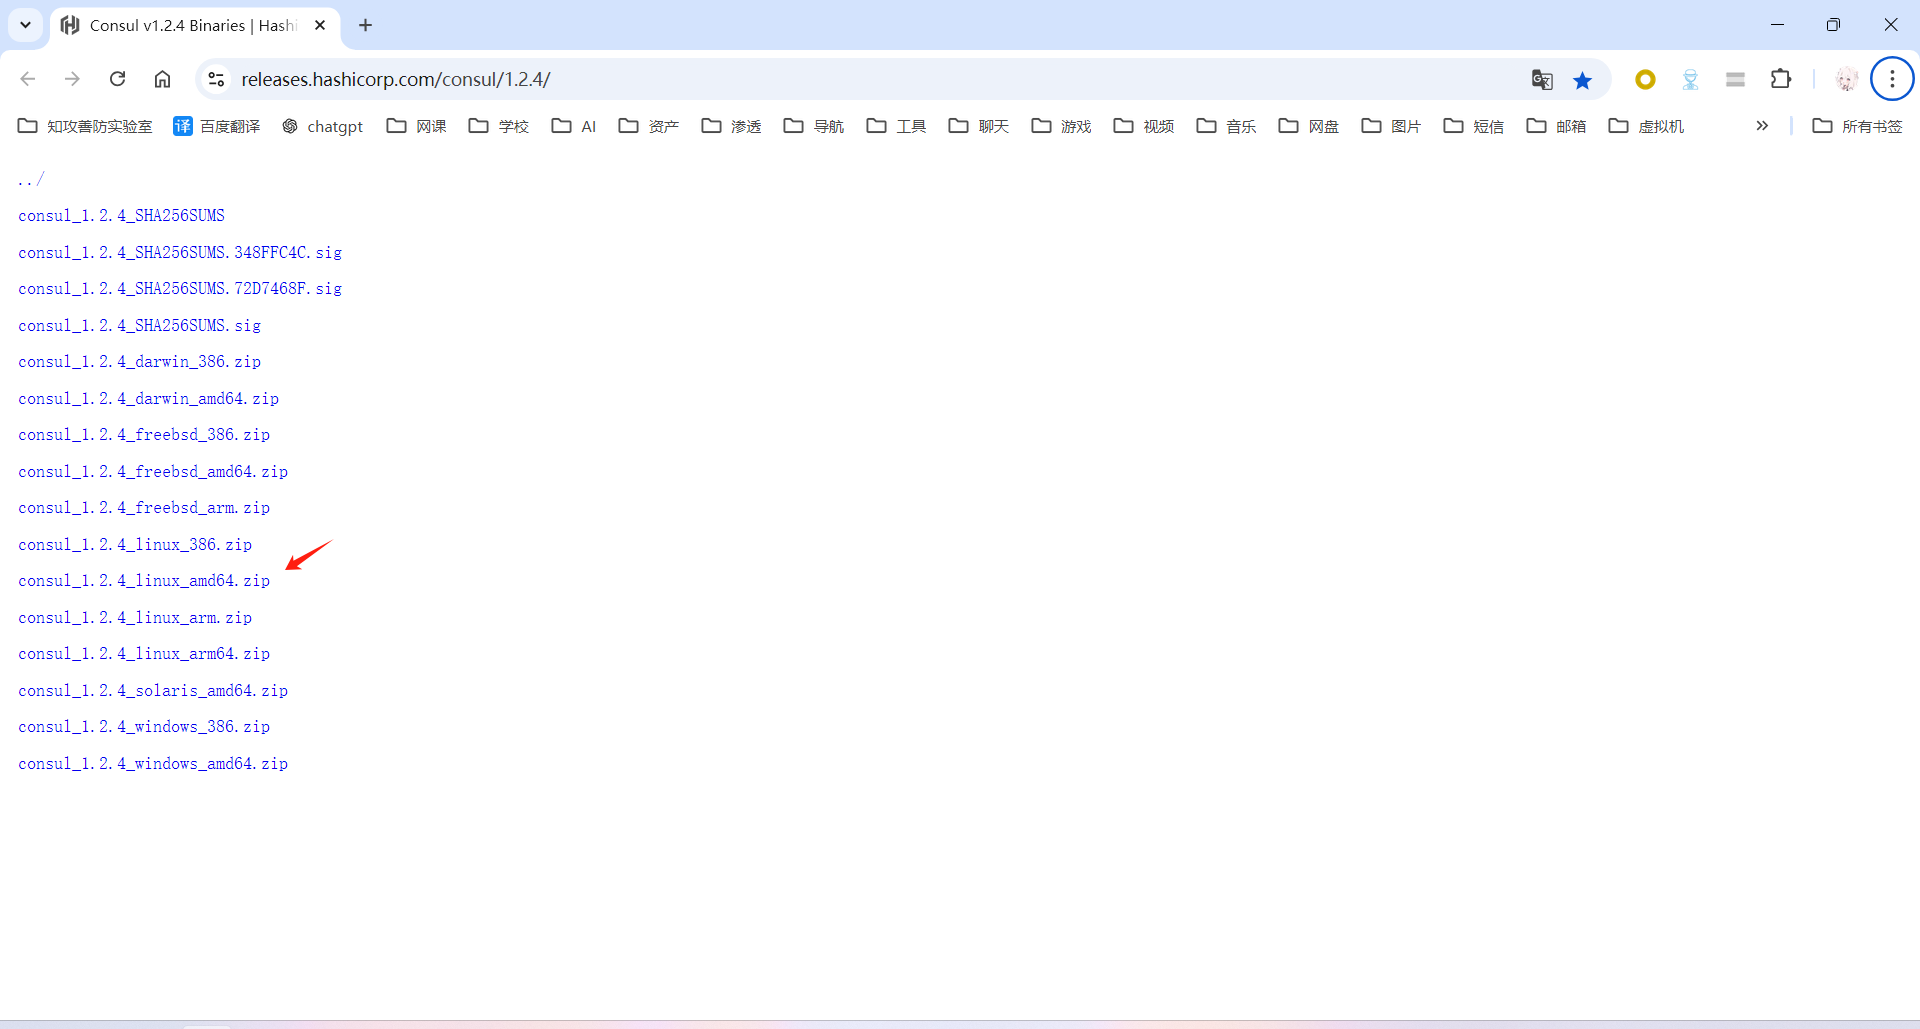 Consul v1.2.4 Binaries | Hashi
releases.hashicorp.com/consul/1.2.4/
知攻善防实验室 译 百度翻译 chatgpt 网课 学校 AI 资产 渗透 导航 工具 聊天 游戏 视频 音乐 网盘 图片 短信 邮箱 虚拟机 » 所有书签
../
consul_1.2.4_SHA256SUMS
consul_1.2.4_SHA256SUMS.348FFC4C.sig
consul_1.2.4_SHA256SUMS.72D7468F.sig
consul_1.2.4_SHA256SUMS.sig
consul_1.2.4_darwin_386.zip
consul_1.2.4_darwin_amd64.zip
consul_1.2.4_freebsd_386.zip
consul_1.2.4_freebsd_amd64.zip
consul_1.2.4_freebsd_arm.zip
consul_1.2.4_linux_386.zip
consul_1.2.4_linux_amd64.zip
consul_1.2.4_linux_arm.zip
consul_1.2.4_linux_arm64.zip
consul_1.2.4_solaris_amd64.zip
consul_1.2.4_windows_386.zip
consul_1.2.4_windows_amd64.zip